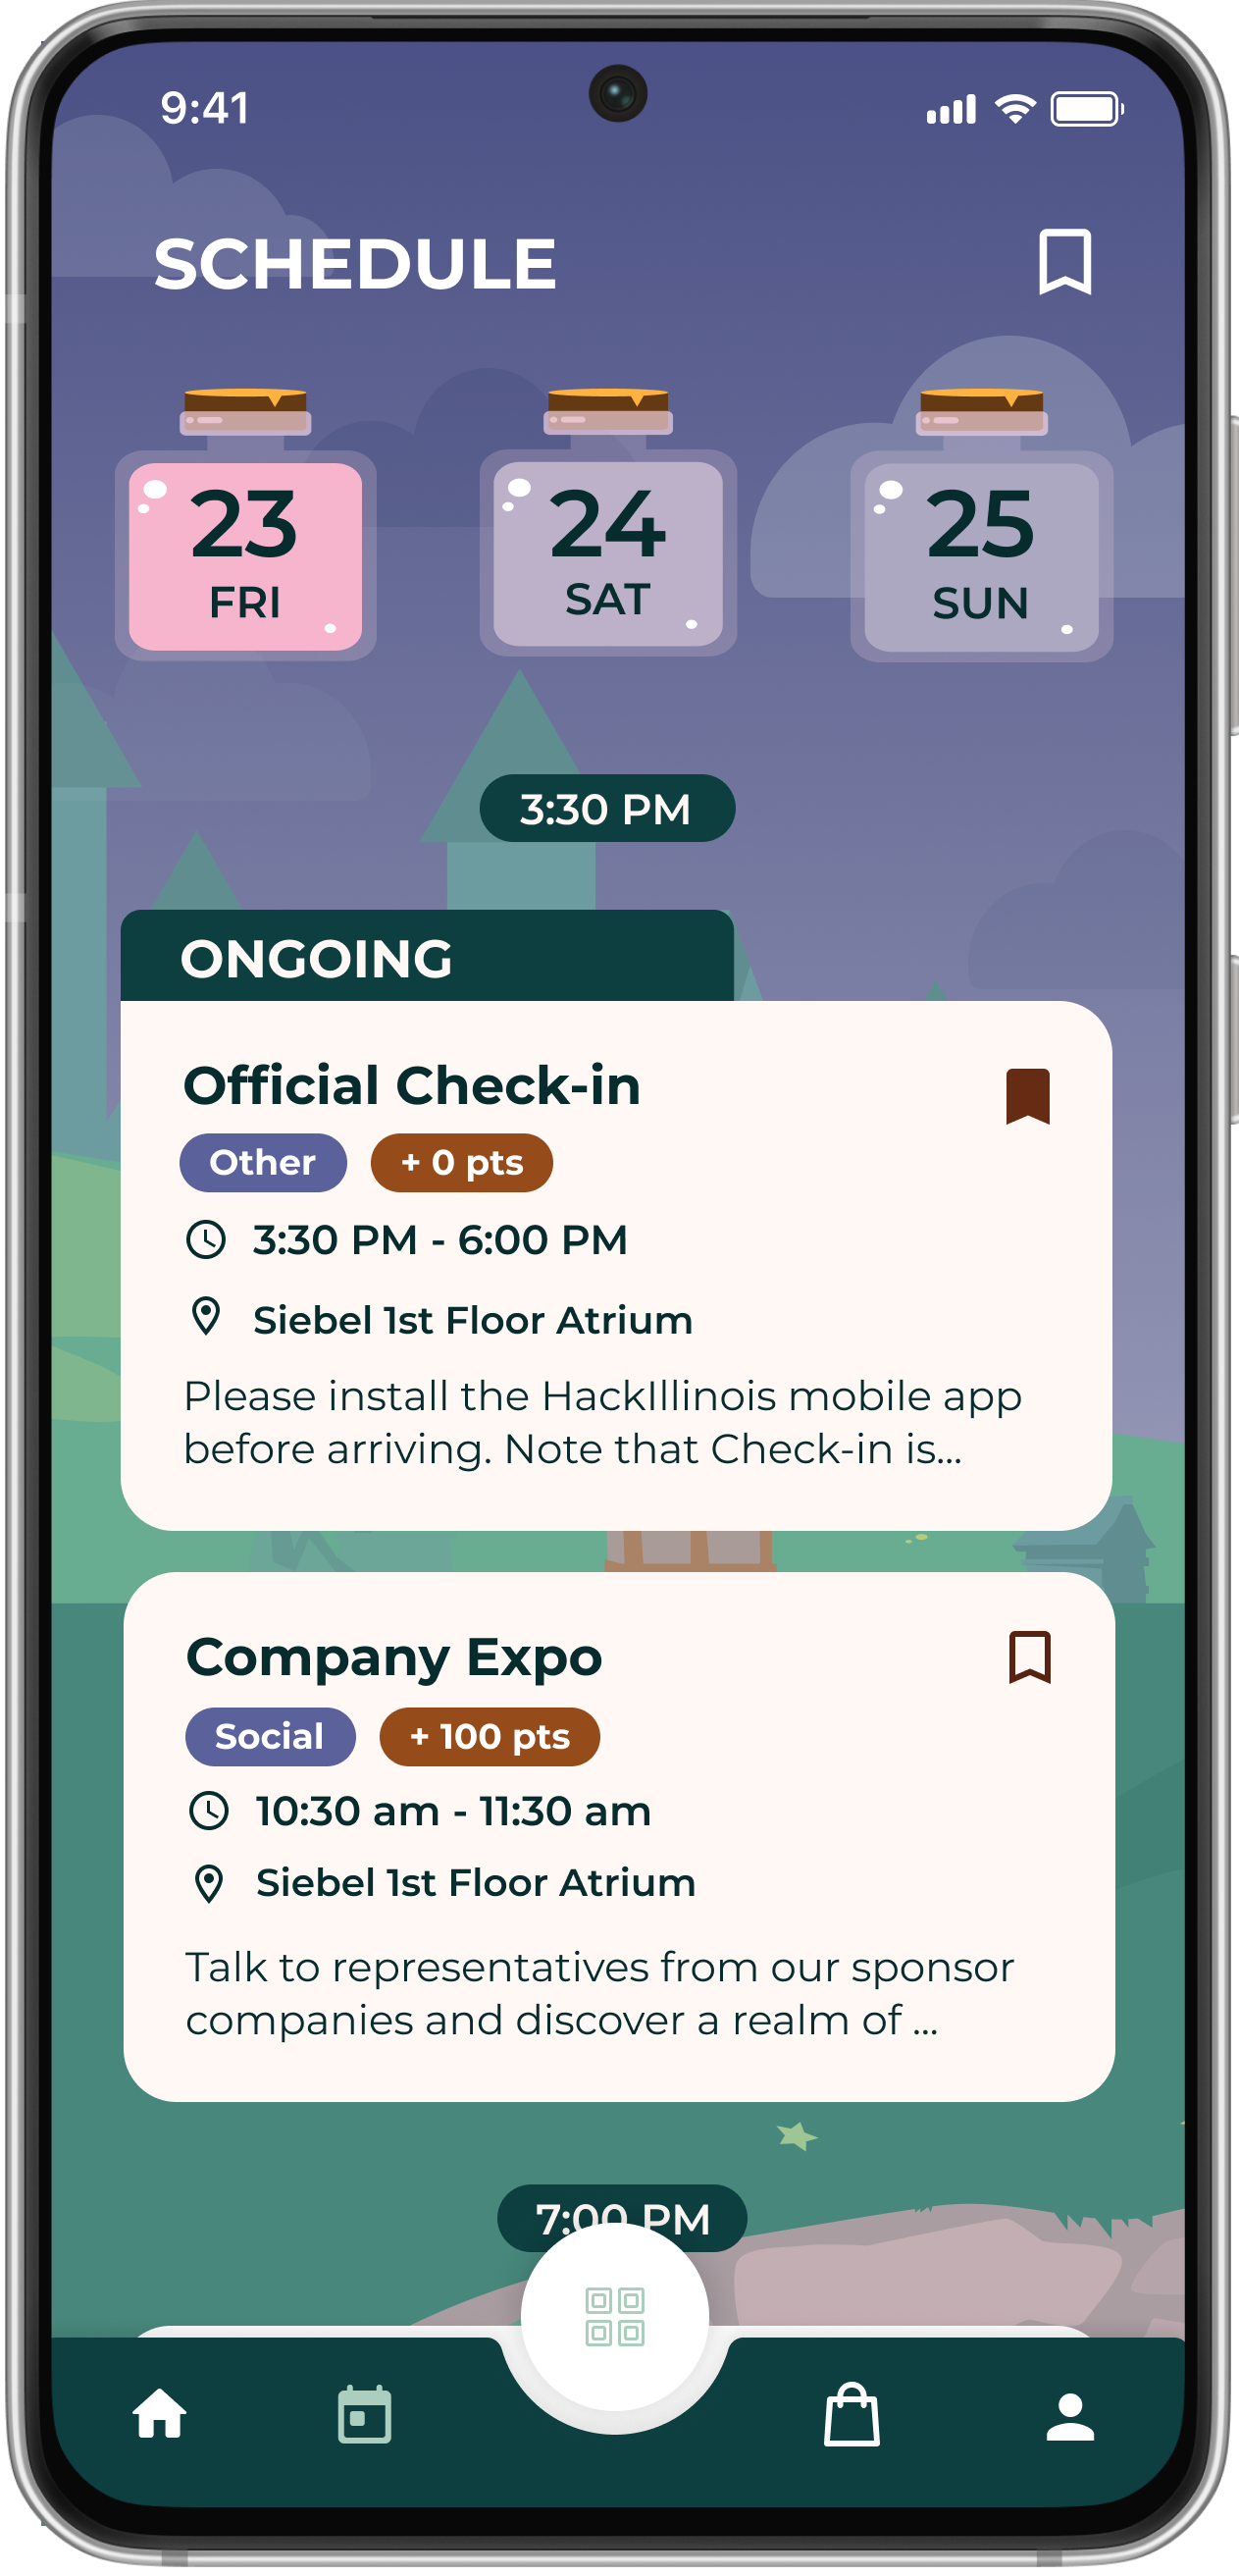 9:41
SCHEDULE
23
FRI
24
SAT
25
SUN
3:30 PM
ONGOING
Official Check-in
Other
+ 0 pts
3:30 PM - 6:00 PM
Siebel 1st Floor Atrium
Please install the HackIllinois mobile app
before arriving. Note that Check-in is...
Company Expo
Social
+ 100 pts
10:30 am - 11:30 am
Siebel 1st Floor Atrium
Talk to representatives from our sponsor
companies and discover a realm of ...
7:00 PM